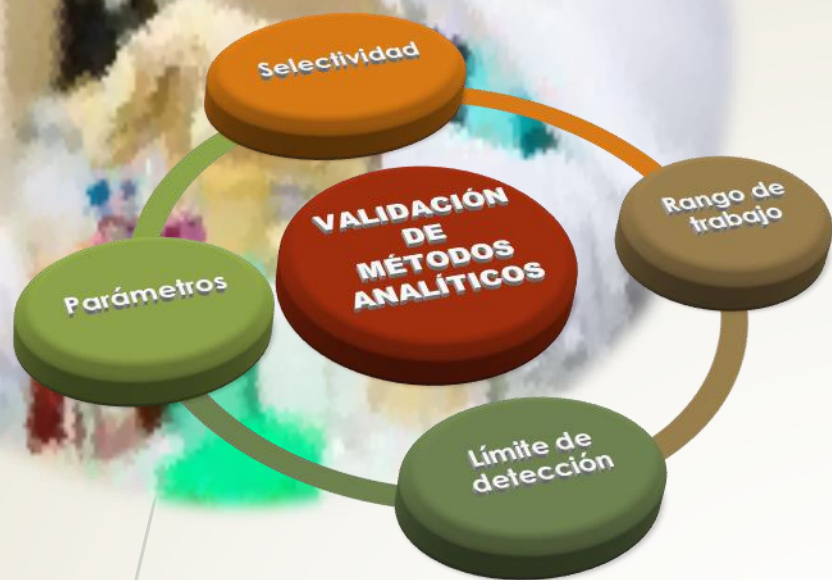 Selectividad
Rango de
trabajo
VALIDACIÓN
DE
MÉTODOS
ANALÍTICOS
Parámetros
Límite de
detección